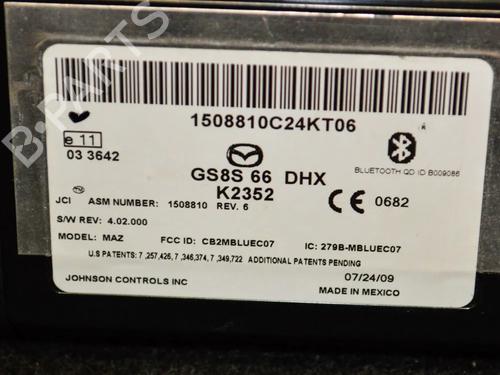 B-PARTS
1508810C24KT06
e 11
03 3642
GS8S 66 DHX
K2352
BLUETOOTH QD ID B009086
CE 0682
JCI ASM NUMBER: 1508810 REV. 6
S/W REV: 4.02.000
MODEL: MAZ FCC ID: CB2MBLUEC07 IC: 279B-MBLUEC07
U.S PATENTS: 7 ,257,426, 7 ,346,374, 7 ,349,722 ADDITIONAL PATENTS PENDING
07/24/09
JOHNSON CONTROLS INC MADE IN MEXICO